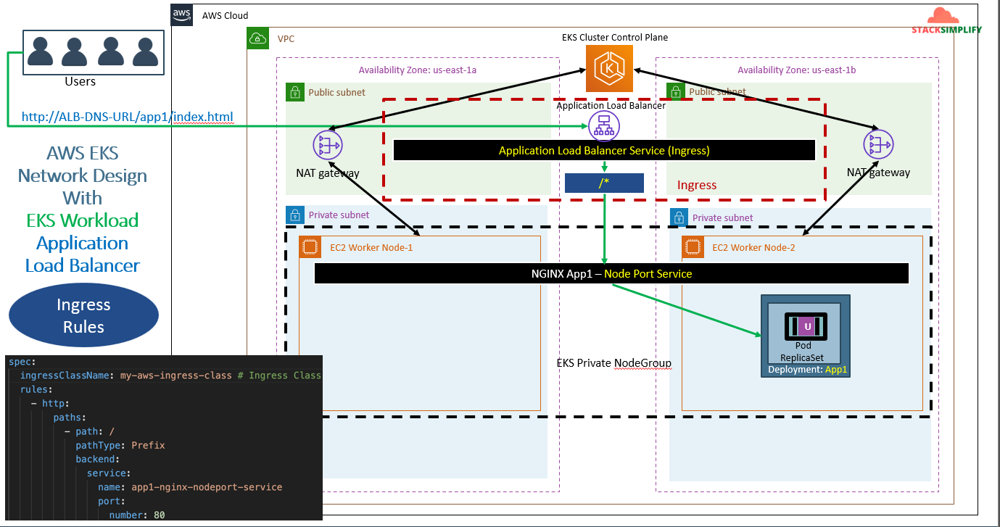 aws
AWS Cloud
STACKSIMPLIFY
VPC
EKS Cluster Control Plane
Users
Availability Zone: us-east-1a
Availability Zone: us-east-1b
Public subnet
Public subnet
K
Application Load Balancer
http://ALB-DNS-URL/app1/index.html
Application Load Balancer Service (Ingress)
NAT gateway
NAT gateway
/*
Ingress
AWS EKS
Network Design
With
EKS Workload
Application
Load Balancer
Private subnet
Private subnet
EC2 Worker Node-1
EC2 Worker Node-2
NGINX App1 – Node Port Service
Ingress
Rules
U
Pod
ReplicaSet
Deployment: App1
EKS Private NodeGroup
spec:
ingressClassName: my-aws-ingress-class # Ingress Class
rules:
- http:
paths:
- path: /
pathType: Prefix
backend:
service:
name: app1-nginx-nodeport-service
port:
number: 80